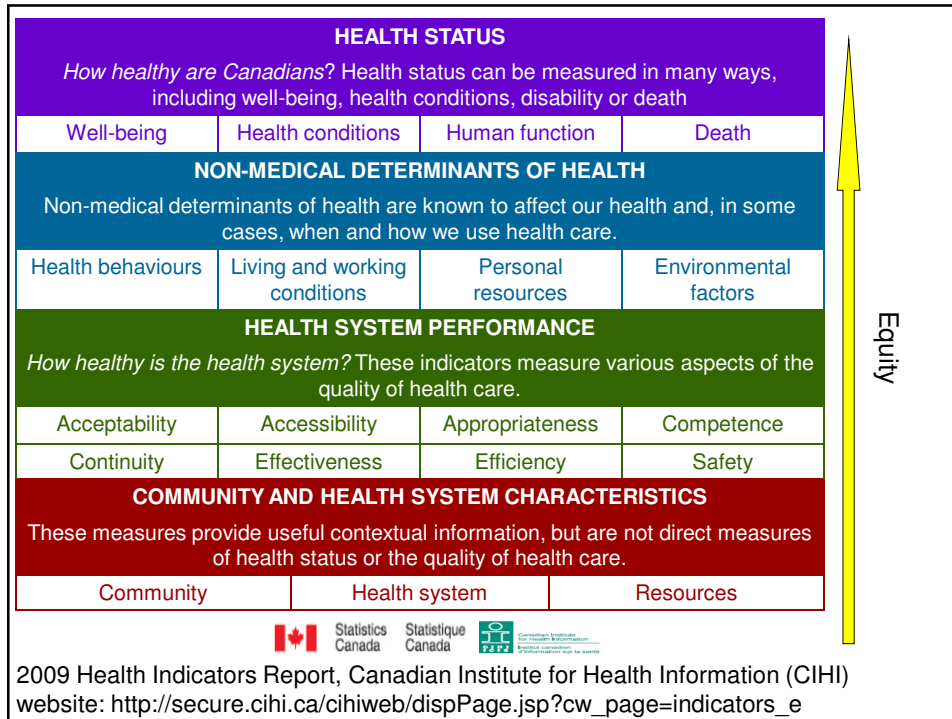 HEALTH STATUS
How healthy are Canadians? Health status can be measured in many ways,
including well-being, health conditions, disability or death
Well-being Health conditions Human function Death
NON-MEDICAL DETERMINANTS OF HEALTH
Non-medical determinants of health are known to affect our health and, in some
cases, when and how we use health care.
Health behaviours Living and working Personal Environmental
conditions resources factors
HEALTH SYSTEM PERFORMANCE
How healthy is the health system? These indicators measure various aspects of the
quality of health care.
Acceptability Accessibility Appropriateness Competence
Continuity Effectiveness Efficiency Safety
COMMUNITY AND HEALTH SYSTEM CHARACTERISTICS
These measures provide useful contextual information, but are not direct measures
of health status or the quality of health care.
Community Health system Resources
Equity
Statistics Statistique
Canada Canada
Canadian Institute
for Health Information
Institut canadien
d'information sur la santé
2009 Health Indicators Report, Canadian Institute for Health Information (CIHI)
website: http://secure.cihi.ca/cihiweb/dispPage.jsp?cw_page=indicators_e